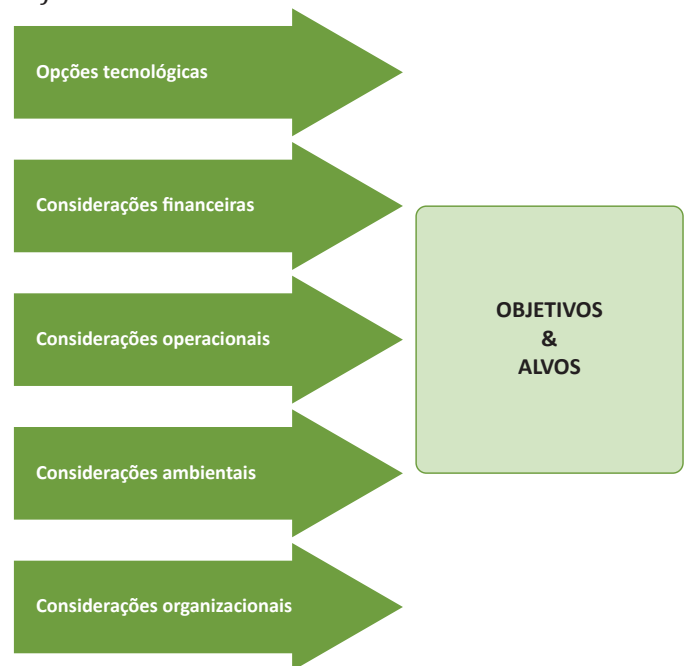 Opções tecnológicas
Considerações financeiras
Considerações operacionais
Considerações ambientais
Considerações organizacionais
OBJETIVOS
&
ALVOS